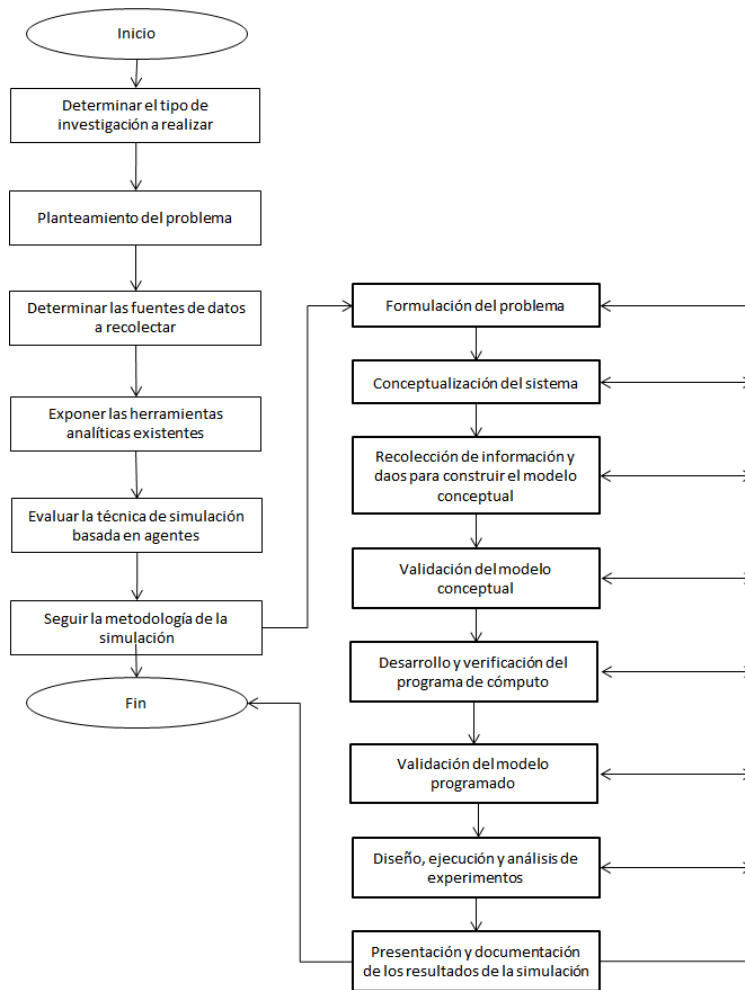 Inicio
Determinar el tipo de
investigación a realizar
Planteamiento del problema
Determinar las fuentes de datos
a recolectar
Exponer las herramientas
analíticas existentes
Evaluar la técnica de simulación
basada en agentes
Seguir la metodología de la
simulación
Fin
Formulación del problema
Conceptualización del sistema
Recolección de información y
daos para construir el modelo
conceptual
Validación del modelo
conceptual
Desarrollo y verificación del
programa de cómputo
Validación del modelo
programado
Diseño, ejecución y análisis de
experimentos
Presentación y documentación
de los resultados de la simulación